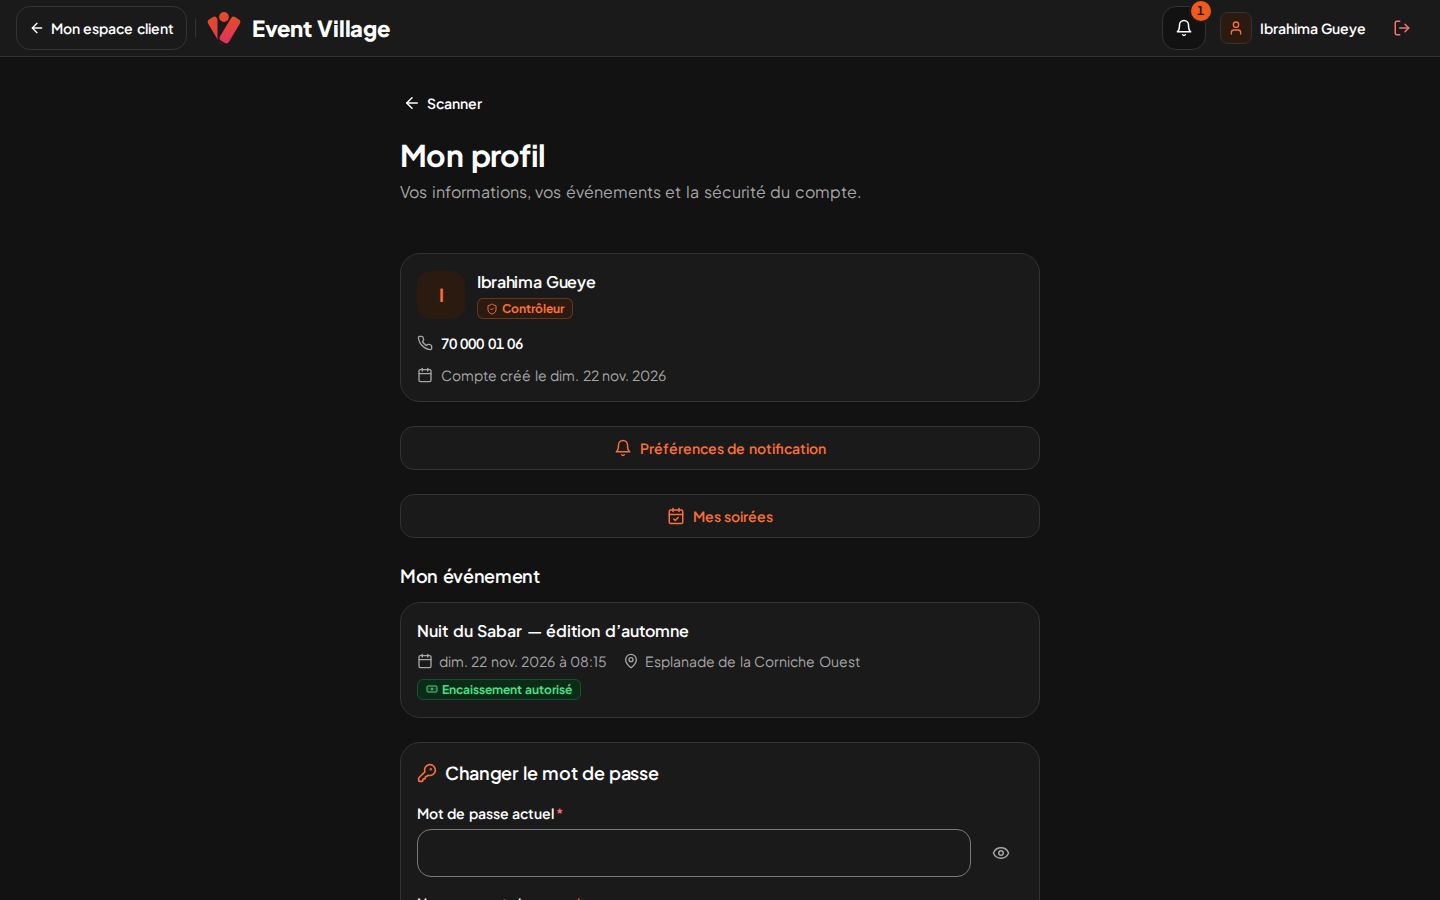 Mon espace client
Event Village
1
Ibrahima Gueye
Scanner
Mon profil
Vos informations, vos événements et la sécurité du compte.
I
Ibrahima Gueye
Contrôleur
70 000 01 06
Compte créé le dim. 22 nov. 2026
Préférences de notification
Mes soirées
Mon événement
Nuit du Sabar — édition d’automne
dim. 22 nov. 2026 à 08:15 Esplanade de la Corniche Ouest
Encaissement autorisé
Changer le mot de passe
Mot de passe actuel *